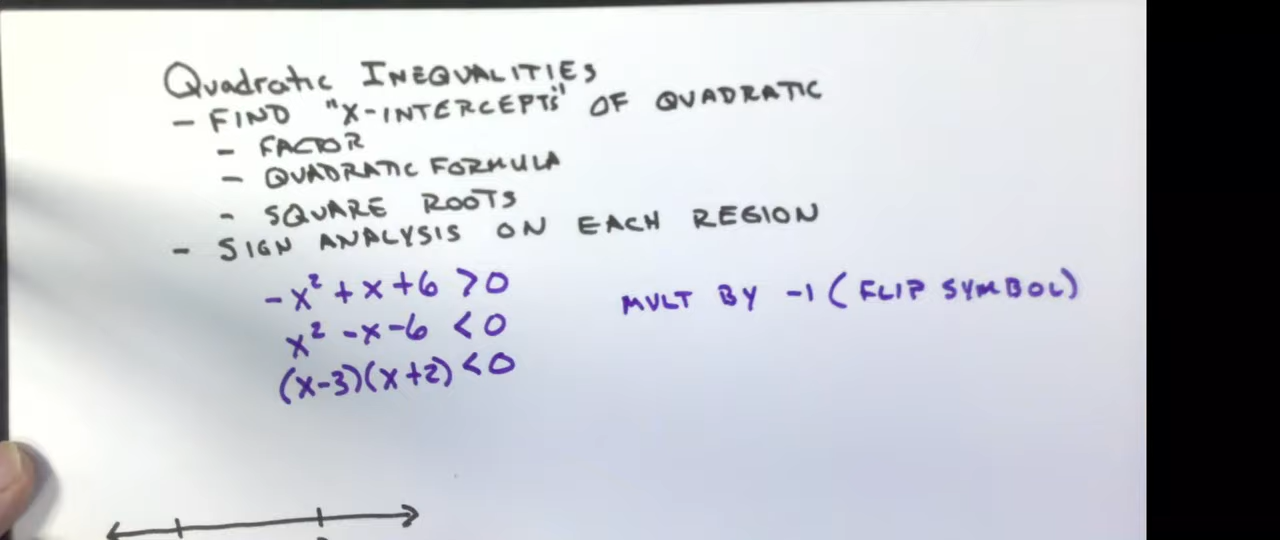 Quadratic INEQUALITIES
- FIND "X-INTERCEPTS" OF QUADRATIC
- FACTOR
- QUADRATIC FORMULA
- SQUARE ROOTS
- SIGN ANALYSIS ON EACH REGION
-x² + x + 6 > 0 MULT BY -1 (FLIP SYMBOL)
x² - x - 6 < 0
(x-3)(x+2) < 0